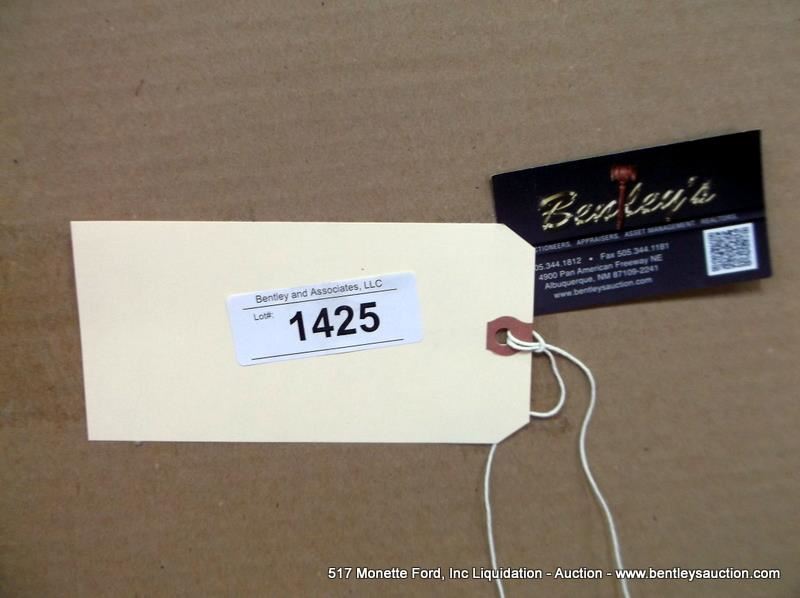 Bentley's
CTIONEERS. APPRAISERS. ASSET MANAGEMENT. REALTORS.
05.344.1812 • Fax 505.344.1181
4900 Pan American Freeway NE
Albuquerque, NM 87109-2241
www.bentleysauction.com
Bentley and Associates, LLC
Lot#: 1425
517 Monette Ford, Inc Liquidation - Auction - www.bentleysauction.com